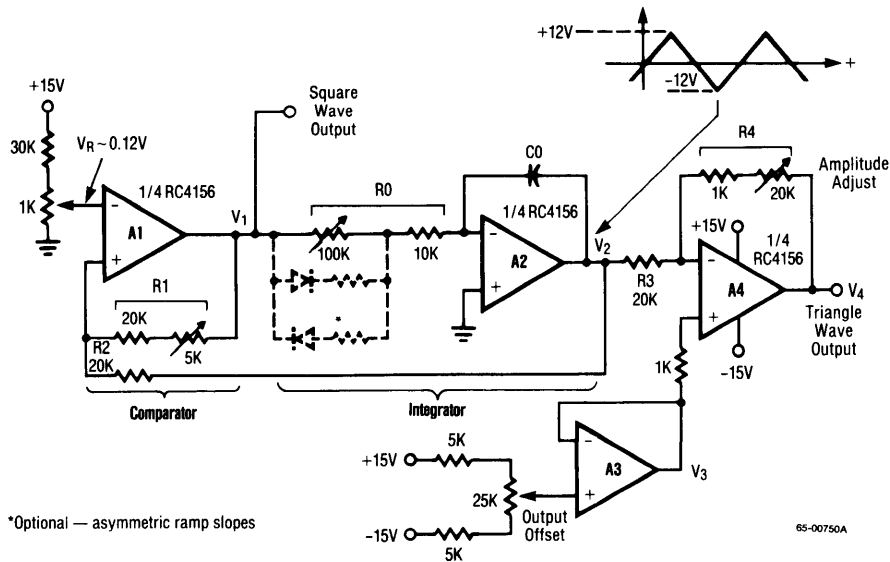 +12V
−12V
+
+15V
30K
1K
VR ~ 0.12V
−
+
A1
1/4 RC4156
V1
Square
Wave
Output
R0
100K
10K
*
R1
20K
5K
R2
20K
Comparator
Integrator
C0
−
+
A2
1/4 RC4156
V2
R3
20K
R4
1K
20K
Amplitude
Adjust
+15V
1/4
RC4156
−
+
A4
−15V
V4
Triangle
Wave
Output
1K
−
+
A3
V3
+15V
5K
25K
Output
Offset
−15V
5K
*Optional — asymmetric ramp slopes
65-00750A